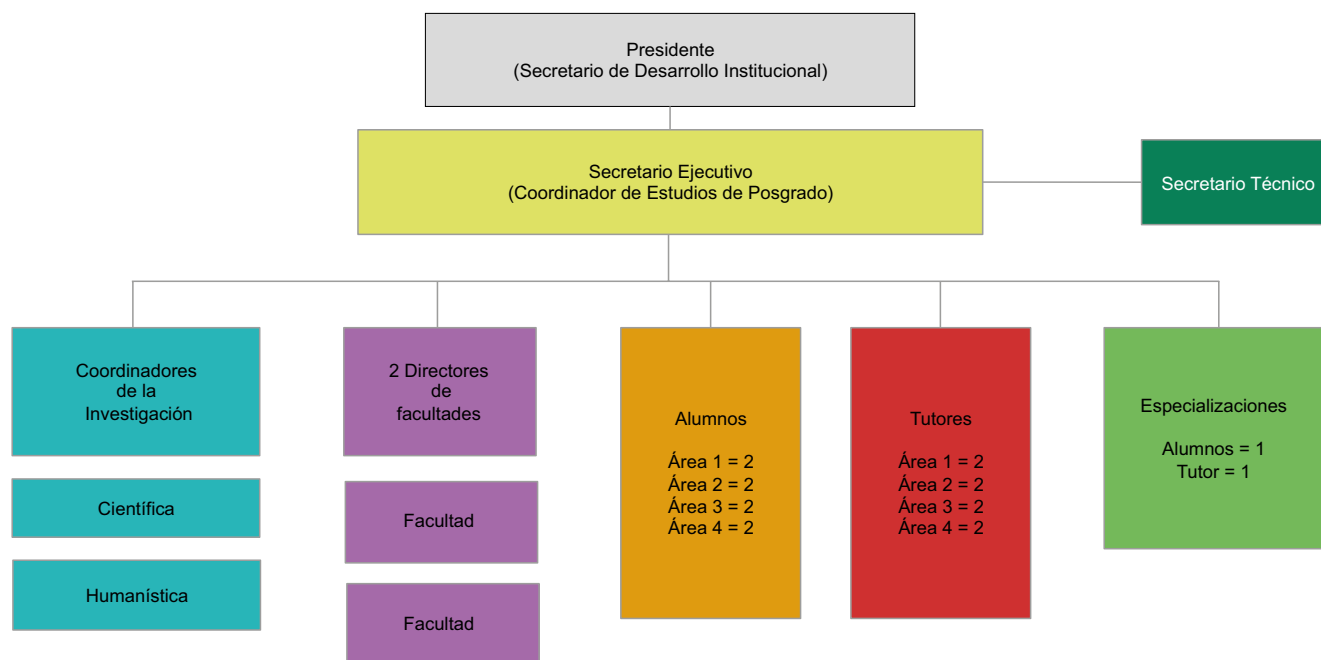 Presidente
(Secretario de Desarrollo Institucional)
Secretario Ejecutivo
(Coordinador de Estudios de Posgrado)
Secretario Técnico
Coordinadores
de la
Investigación
Científica
Humanística
2 Directores
de
facultades
Facultad
Facultad
Alumnos
Área 1 = 2
Área 2 = 2
Área 3 = 2
Área 4 = 2
Tutores
Área 1 = 2
Área 2 = 2
Área 3 = 2
Área 4 = 2
Especializaciones
Alumnos = 1
Tutor = 1